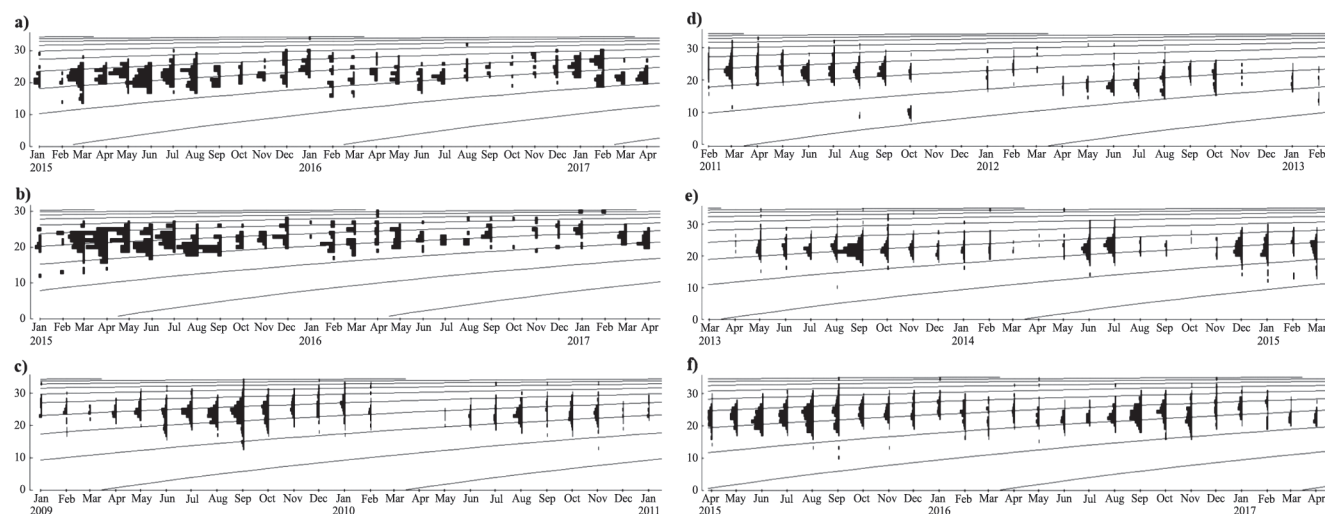 a)
30
20
10
0
Jan Feb Mar Apr May Jun Jul Aug Sep Oct Nov Dec Jan Feb Mar Apr May Jun Jul Aug Sep Oct Nov Dec Jan Feb Mar Apr
2015 2016 2017
b)
30
20
10
0
Jan Feb Mar Apr May Jun Jul Aug Sep Oct Nov Dec Jan Feb Mar Apr May Jun Jul Aug Sep Oct Nov Dec Jan Feb Mar Apr
2015 2016 2017
c)
30
20
10
0
Jan Feb Mar Apr May Jun Jul Aug Sep Oct Nov Dec Jan Feb Mar Apr May Jun Jul Aug Sep Oct Nov Dec Jan
2009 2010 2011
d)
30
20
10
0
Feb Mar Apr May Jun Jul Aug Sep Oct Nov Dec Jan Feb Mar Apr May Jun Jul Aug Sep Oct Nov Dec Jan Feb
2011 2012 2013
e)
30
20
10
0
Mar Apr May Jun Jul Aug Sep Oct Nov Dec Jan Feb Mar Apr May Jun Jul Aug Sep Oct Nov Dec Jan Feb Mar
2013 2014 2015
f)
30
20
10
0
Apr May Jun Jul Aug Sep Oct Nov Dec Jan Feb Mar Apr May Jun Jul Aug Sep Oct Nov Dec Jan Feb Mar Apr
2015 2016 2017